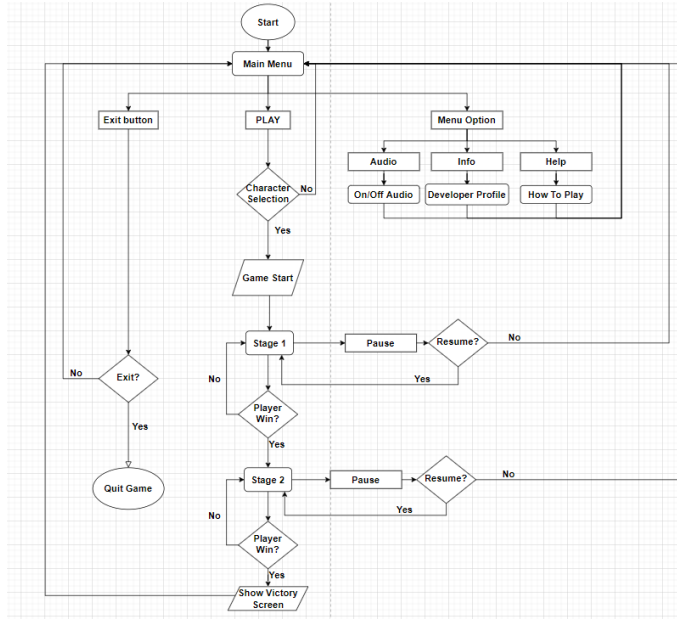 Start
Main Menu
Exit button
PLAY
Menu Option
Audio
Info
Help
Character
Selection
No
On/Off Audio
Developer Profile
How To Play
Yes
Game Start
Stage 1
Pause
Resume?
No
No
Exit?
No
Yes
Player
Win?
Yes
Yes
Stage 2
Pause
Resume?
No
Quit Game
No
Yes
Player
Win?
Yes
Show Victory
Screen